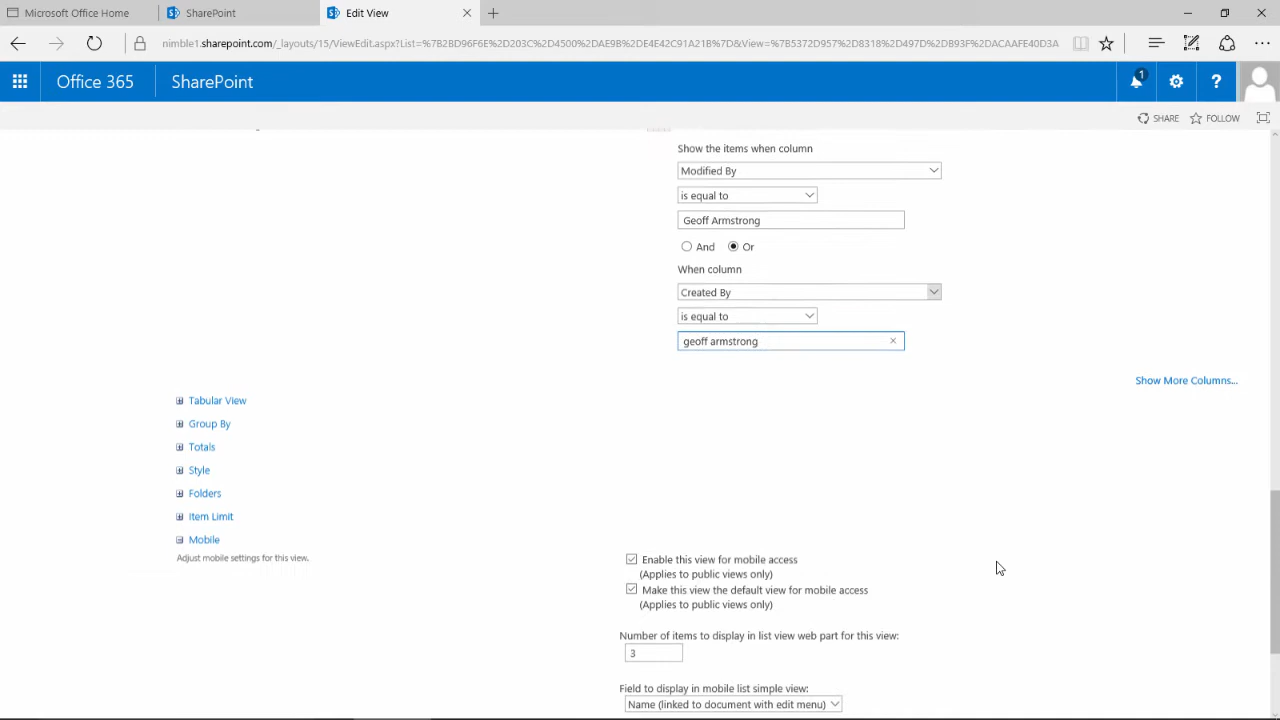 Microsoft Office Home
SharePoint
Edit View
nimble1.sharepoint.com/_layouts/15/ViewEdit.aspx?List=%7B2BD96F6E%2D203C%2D4500%2DAE9B%2DE4E42C91A21B%7D&View=%7B5372D957%2D8318%2D497D%2DB93F%2DACAAFE40D3A
Office 365
SharePoint
1
?
SHARE
FOLLOW
Show the items when column
Modified By
is equal to
Geoff Armstrong
And
Or
When column
Created By
is equal to
geoff armstrong
Show More Columns...
Tabular View
Group By
Totals
Style
Folders
Item Limit
Mobile
Adjust mobile settings for this view.
Enable this view for mobile access
(Applies to public views only)
Make this view the default view for mobile access
(Applies to public views only)
Number of items to display in list view web part for this view:
3
Field to display in mobile list simple view:
Name (linked to document with edit menu)